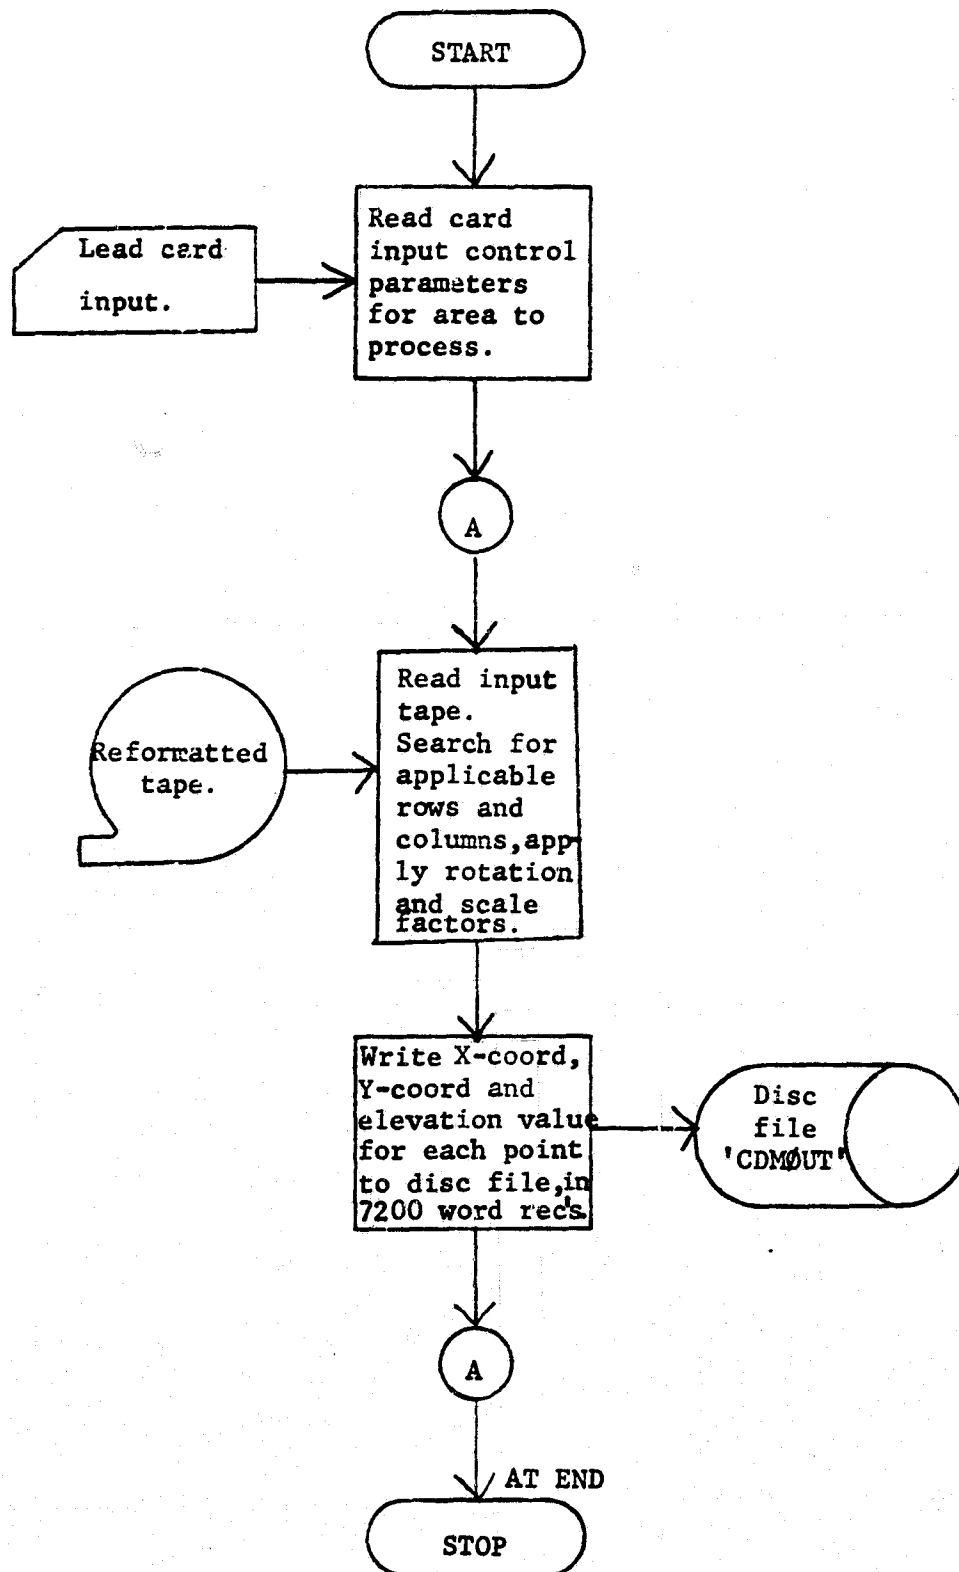 START
Lead card
input.
Read card
input control
parameters
for area to
process.
A
Reformatted
tape.
Read input
tape.
Search for
applicable
rows and
columns,app-
ly rotation
and scale
factors.
Write X-coord,
Y-coord and
elevation value
for each point
to disc file,in
7200 word rec's.
Disc
file
'CDMØUT'
A
AT END
STOP